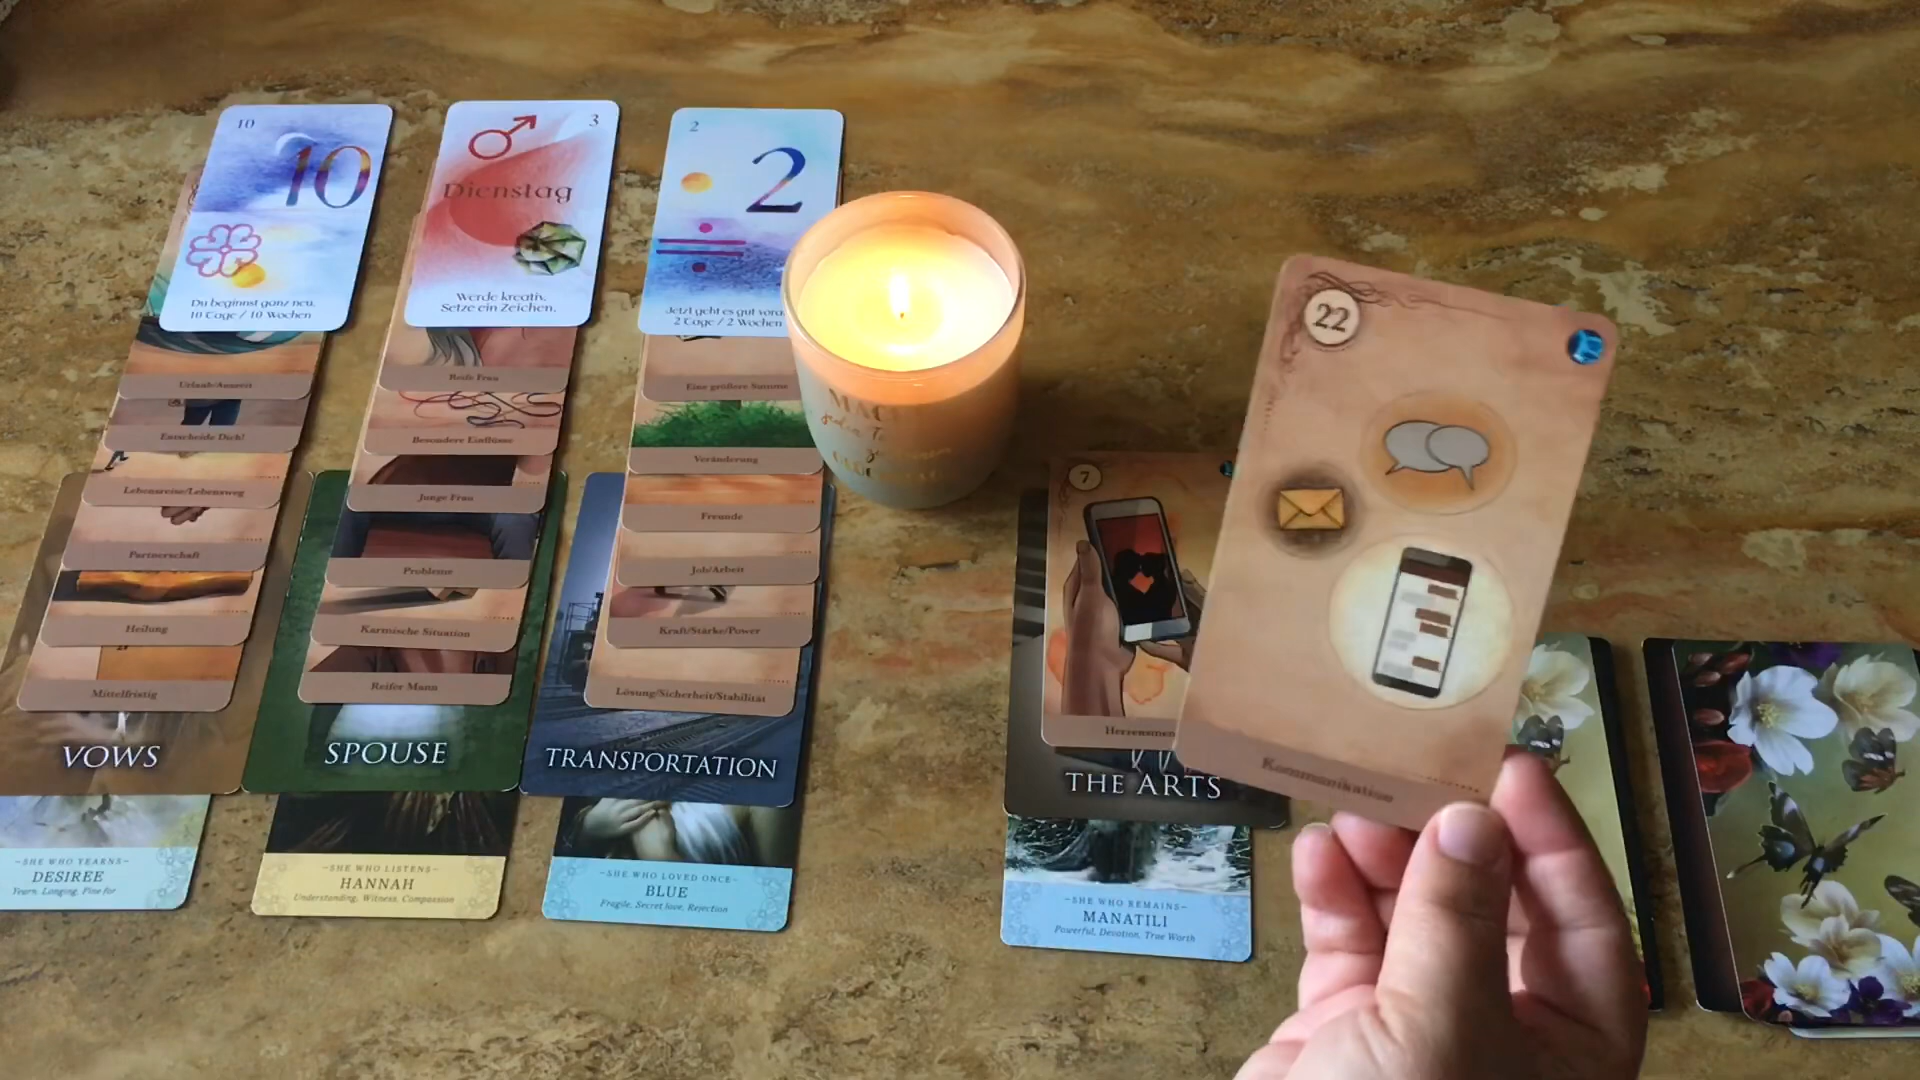 10
10
Du beginnst ganz neu.
10 Tage / 10 Wochen
Urlaub/Auszeit
Entscheide Dich!
Lebensreise/Lebensweg
Partnerschaft
Heilung
Mittelfristig
VOWS
~SHE WHO YEARNS~
DESIREE
Yearn, Longing, Pine for
3
Dienstag
Werde kreativ.
Setze ein Zeichen.
Reife Frau
Besondere Einflüsse
Junge Frau
Probleme
Karmische Situation
Reifer Mann
SPOUSE
~SHE WHO LISTENS~
HANNAH
Understanding, Witness, Compassion
2
2
Jetzt geht es gut
2 Tage / 2 Wochen
Eine größere Summe
Veränderung
Freunde
Job/Arbeit
Kraft/Stärke/Power
Lösung/Sicherheit/Stabilität
TRANSPORTATION
~SHE WHO LOVED ONCE~
BLUE
Fragile, Secret love, Rejection
7
THE ARTS
~SHE WHO REMAINS~
MANATILI
Powerful, Devotion, True Worth
22
Kommunikation